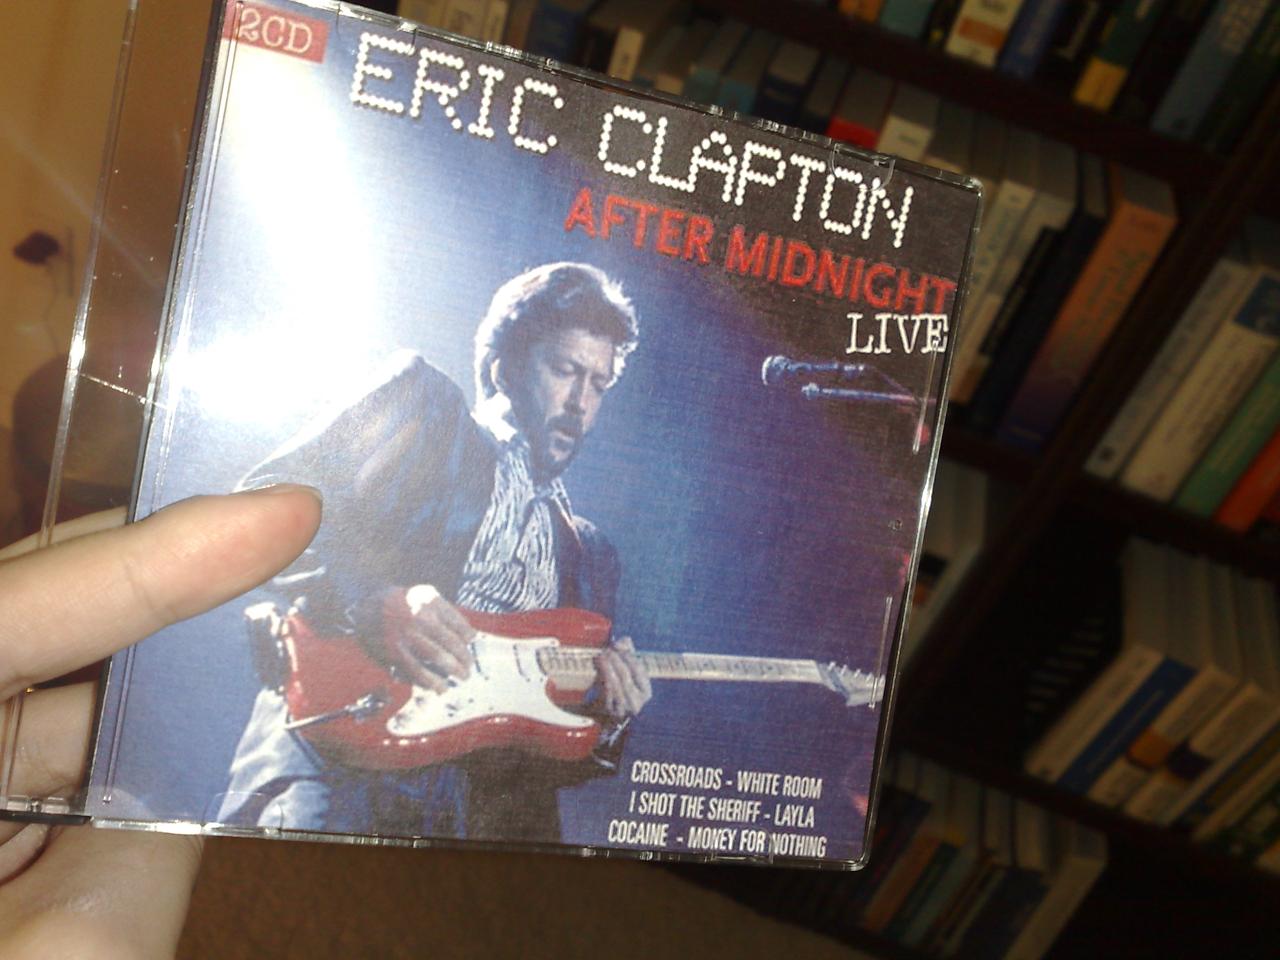 2CD
ERIC CLAPTON
AFTER MIDNIGHT
LIVE
CROSSROADS - WHITE ROOM
I SHOT THE SHERIFF - LAYLA
COCAINE - MONEY FOR NOTHING